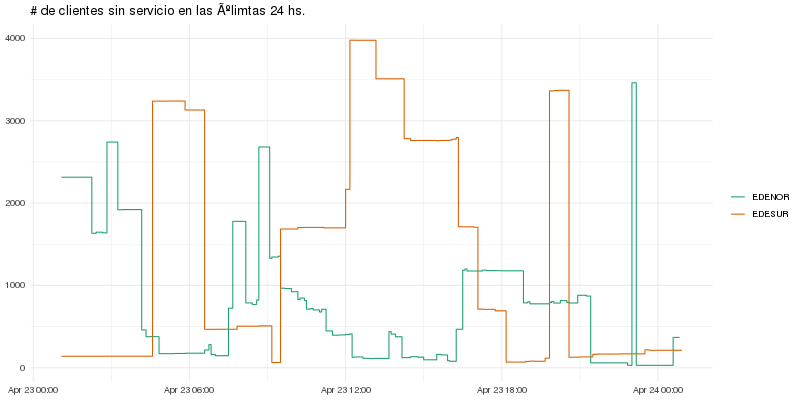 # de clientes sin servicio en las Ãºlimtas 24 hs.
4000
3000
2000
1000
0
Apr 23 00:00
Apr 23 06:00
Apr 23 12:00
Apr 23 18:00
Apr 24 00:00
EDENOR
EDESUR